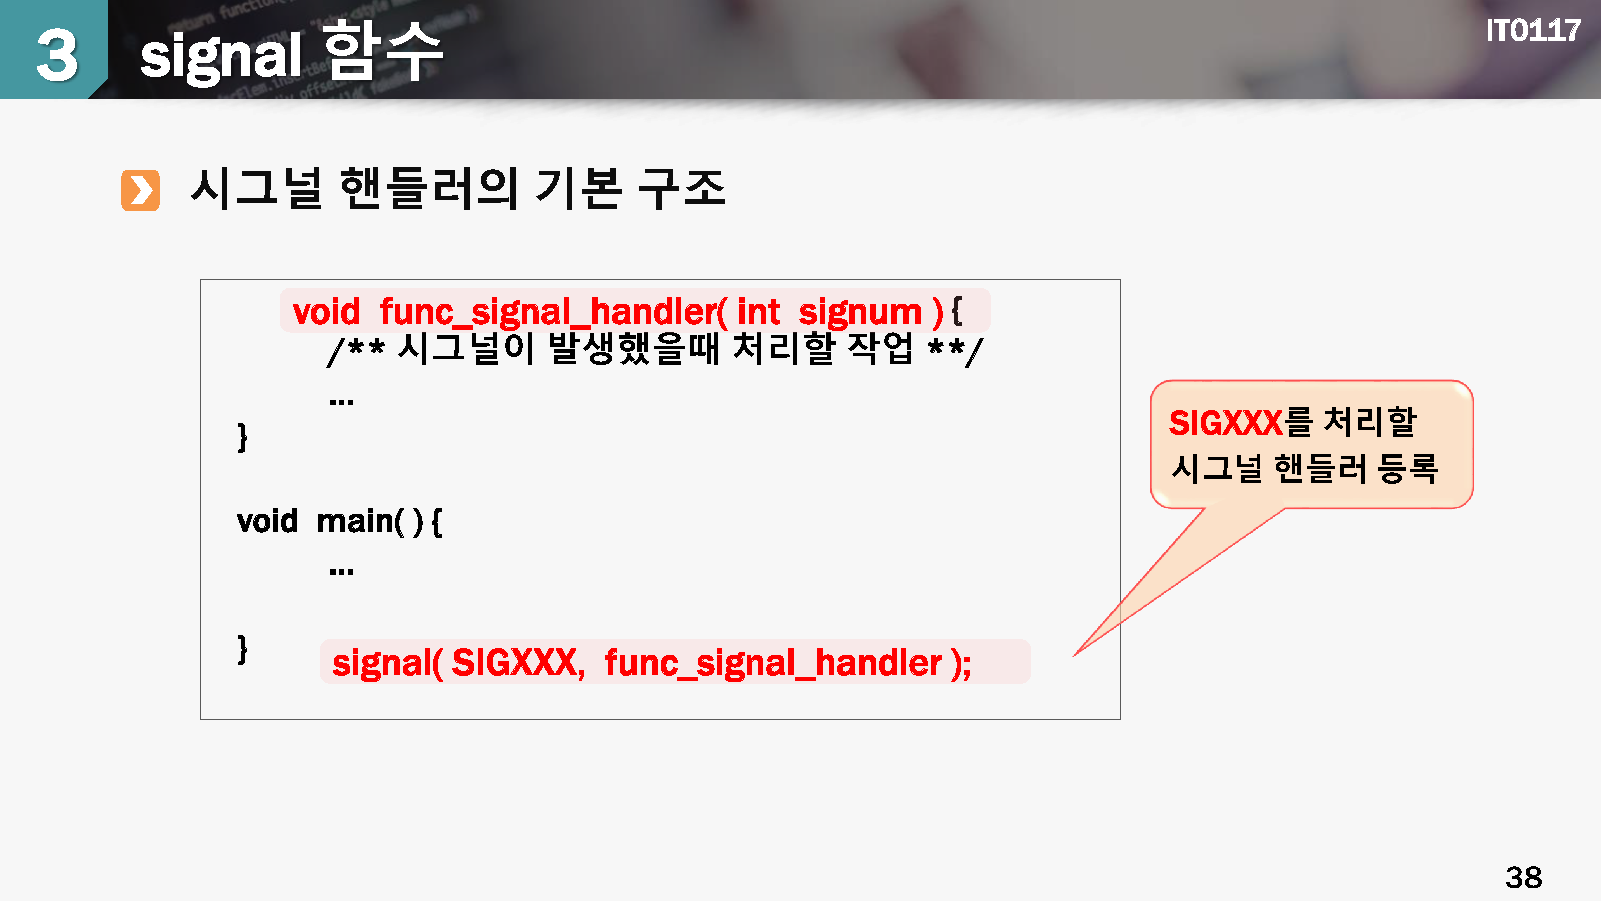 3 signal 함수
IT0117
시그널 핸들러의 기본 구조
void func_signal_handler( int signum ) {
/** 시그널이 발생했을때 처리할 작업 **/
...
}
void main( ) {
...
}
signal( SIGXXX, func_signal_handler );
SIGXXX를 처리할
시그널 핸들러 등록
38